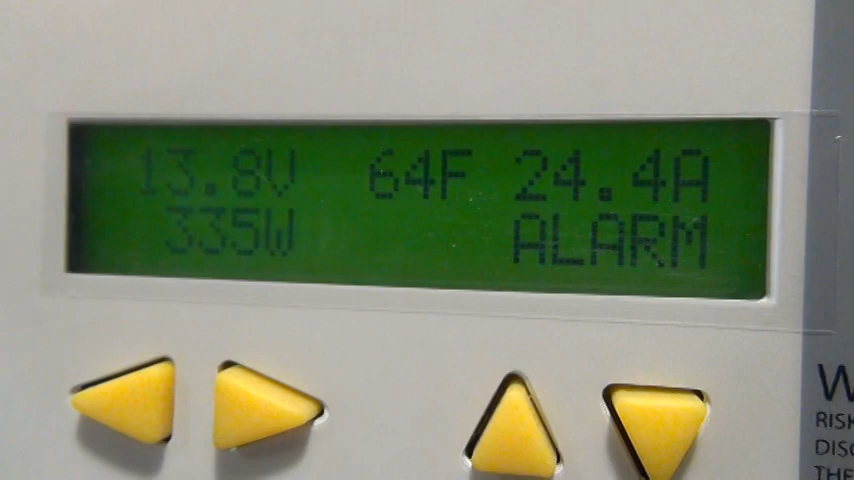 13.8V 64F 24.4A
335W ALARM
W
RISK
DISC
THE